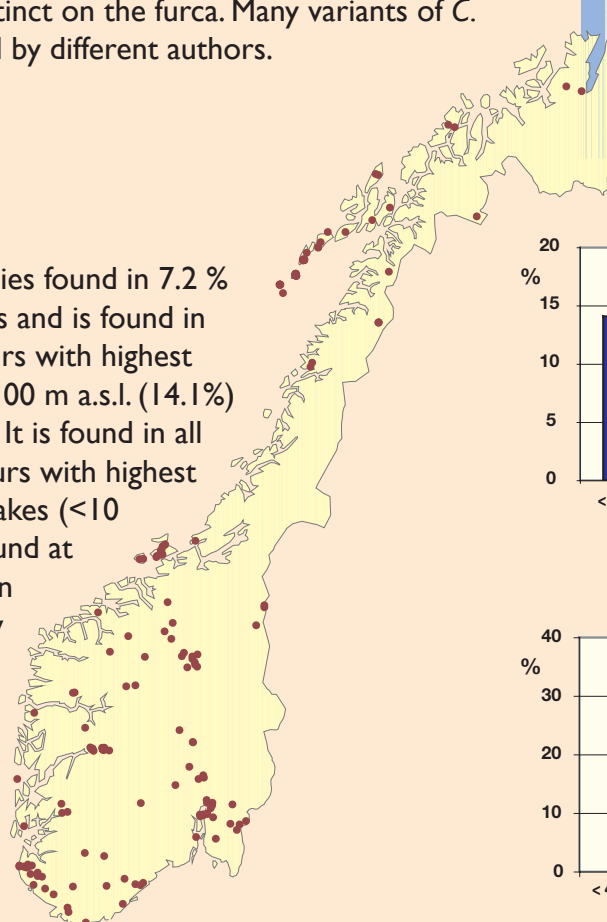 tinct on the furca. Many variants of C.
l by different authors.
ies found in 7.2 %
s and is found in
rs with highest
00 m a.s.l. (14.1%)
It is found in all
urs with highest
akes (<10
und at
n
y
20
%
15
10
5
0
<
40
%
30
20
10
0
< 4